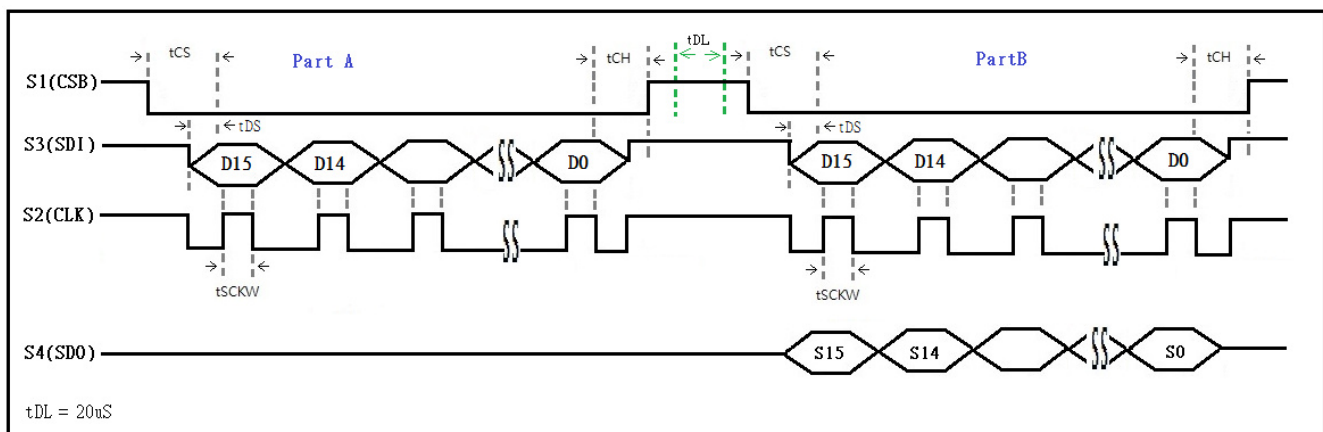 tDL
tCS
Part A
tCH
tCS
PartB
tCH
S1(CSB)
tDS
tDS
S3(SDI)
D15
D14
D0
D15
D14
D0
S2(CLK)
tSCKW
tSCKW
S4(SDO)
S15
S14
S0
tDL = 20uS